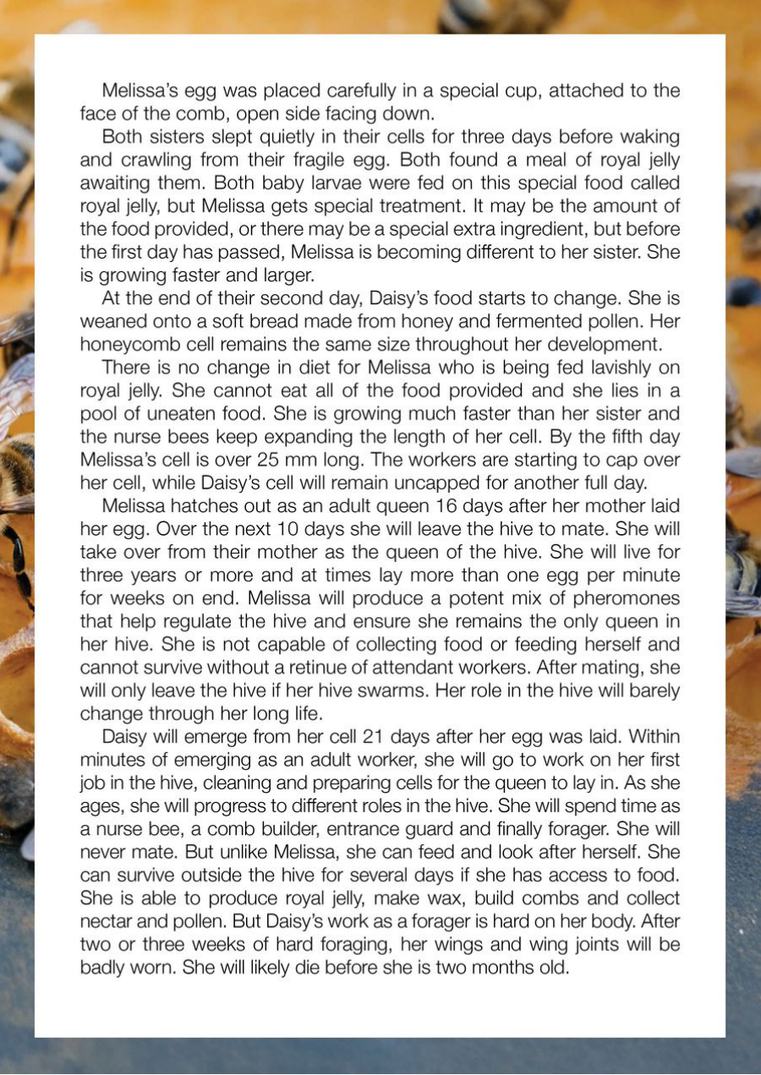 Melissa’s egg was placed carefully in a special cup, attached to the
face of the comb, open side facing down.
Both sisters slept quietly in their cells for three days before waking
and crawling from their fragile egg. Both found a meal of royal jelly
awaiting them. Both baby larvae were fed on this special food called
royal jelly, but Melissa gets special treatment. It may be the amount of
the food provided, or there may be a special extra ingredient, but before
the first day has passed, Melissa is becoming different to her sister. She
is growing faster and larger.
At the end of their second day, Daisy’s food starts to change. She is
weaned onto a soft bread made from honey and fermented pollen. Her
honeycomb cell remains the same size throughout her development.
There is no change in diet for Melissa who is being fed lavishly on
royal jelly. She cannot eat all of the food provided and she lies in a
pool of uneaten food. She is growing much faster than her sister and
the nurse bees keep expanding the length of her cell. By the fifth day
Melissa’s cell is over 25 mm long. The workers are starting to cap over
her cell, while Daisy’s cell will remain uncapped for another full day.
Melissa hatches out as an adult queen 16 days after her mother laid
her egg. Over the next 10 days she will leave the hive to mate. She will
take over from their mother as the queen of the hive. She will live for
three years or more and at times lay more than one egg per minute
for weeks on end. Melissa will produce a potent mix of pheromones
that help regulate the hive and ensure she remains the only queen in
her hive. She is not capable of collecting food or feeding herself and
cannot survive without a retinue of attendant workers. After mating, she
will only leave the hive if her hive swarms. Her role in the hive will barely
change through her long life.
Daisy will emerge from her cell 21 days after her egg was laid. Within
minutes of emerging as an adult worker, she will go to work on her first
job in the hive, cleaning and preparing cells for the queen to lay in. As she
ages, she will progress to different roles in the hive. She will spend time as
a nurse bee, a comb builder, entrance guard and finally forager. She will
never mate. But unlike Melissa, she can feed and look after herself. She
can survive outside the hive for several days if she has access to food.
She is able to produce royal jelly, make wax, build combs and collect
nectar and pollen. But Daisy’s work as a forager is hard on her body. After
two or three weeks of hard foraging, her wings and wing joints will be
badly worn. She will likely die before she is two months old.